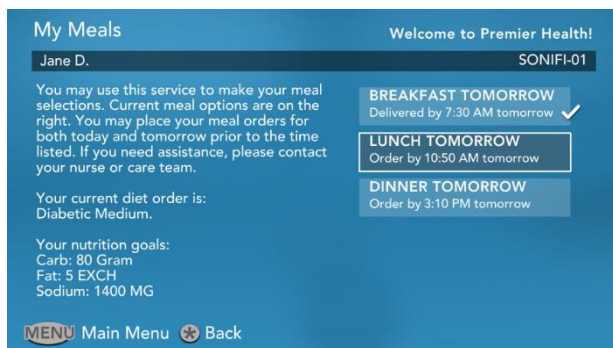 My Meals
Welcome to Premier Health!
Jane D.
SONIFI-01
You may use this service to make your meal
selections. Current meal options are on the
right. You may place your meal orders for
both today and tomorrow prior to the time
listed. If you need assistance, please contact
your nurse or care team.
Your current diet order is:
Diabetic Medium.
Your nutrition goals:
Carb: 80 Gram
Fat: 5 EXCH
Sodium: 1400 MG
BREAKFAST TOMORROW
Delivered by 7:30 AM tomorrow
LUNCH TOMORROW
Order by 10:50 AM tomorrow
DINNER TOMORROW
Order by 3:10 PM tomorrow
MENU Main Menu * Back